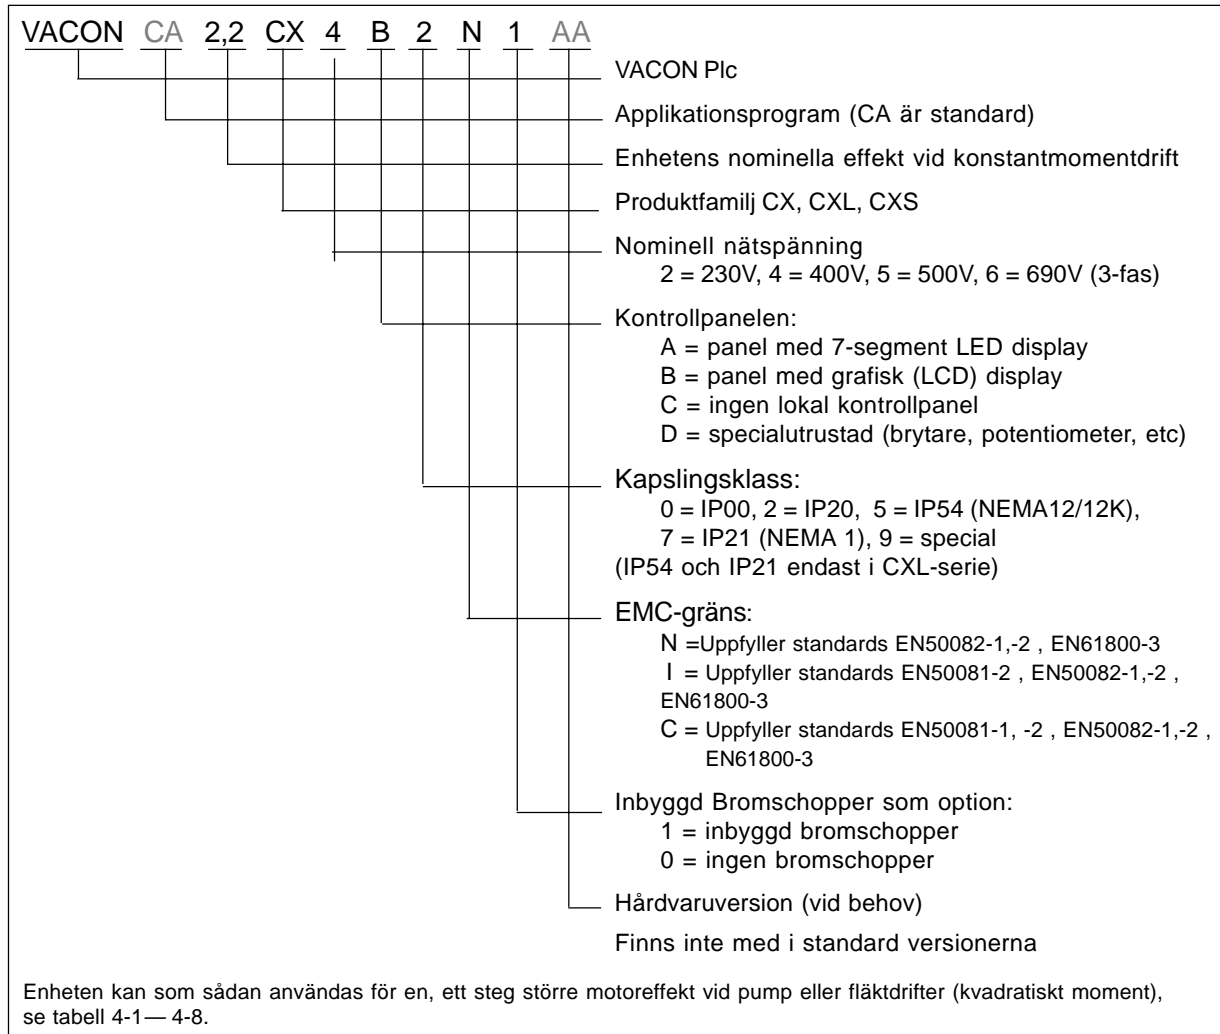 VACON CA 2,2 CX 4 B 2 N 1 AA
VACON Plc
Applikationsprogram (CA är standard)
Enhetens nominella effekt vid konstantmomentdrift
Produktfamilj CX, CXL, CXS
Nominell nätspänning
2 = 230V, 4 = 400V, 5 = 500V, 6 = 690V (3-fas)
Kontrollpanelen:
A = panel med 7-segment LED display
B = panel med grafisk (LCD) display
C = ingen lokal kontrollpanel
D = specialutrustad (brytare, potentiometer, etc)
Kapslingsklass:
0 = IP00, 2 = IP20, 5 = IP54 (NEMA12/12K),
7 = IP21 (NEMA 1), 9 = special
(IP54 och IP21 endast i CXL-serie)
EMC-gräns:
N =Uppfyller standards EN50082-1,-2 , EN61800-3
I = Uppfyller standards EN50081-2 , EN50082-1,-2 ,
EN61800-3
C = Uppfyller standards EN50081-1, -2 , EN50082-1,-2 ,
EN61800-3
Inbyggd Bromschopper som option:
1 = inbyggd bromschopper
0 = ingen bromschopper
Hårdvaruversion (vid behov)
Finns inte med i standard versionerna
Enheten kan som sådan användas för en, ett steg större motoreffekt vid pump eller fläktdrifter (kvadratiskt moment),
se tabell 4-1— 4-8.